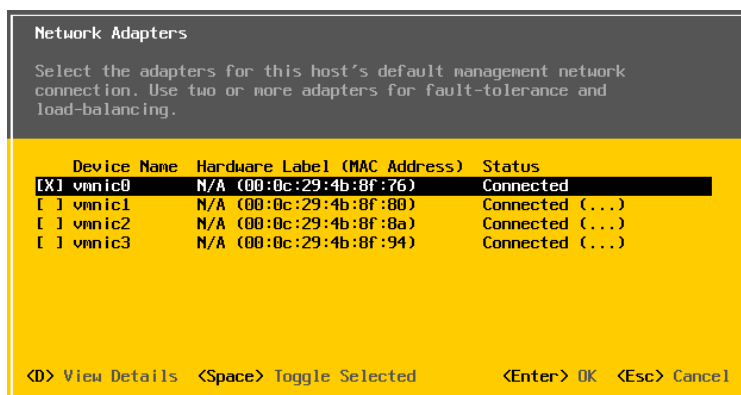 Network Adapters
Select the adapters for this host's default management network
connection. Use two or more adapters for fault-tolerance and
load-balancing.
Device Name Hardware Label (MAC Address) Status
[X] vmnic0 N/A (00:0c:29:4b:8f:76) Connected
[ ] vmnic1 N/A (00:0c:29:4b:8f:80) Connected (...)
[ ] vmnic2 N/A (00:0c:29:4b:8f:8a) Connected (...)
[ ] vmnic3 N/A (00:0c:29:4b:8f:94) Connected (...)
<D> View Details <Space> Toggle Selected <Enter> OK <Esc> Cancel